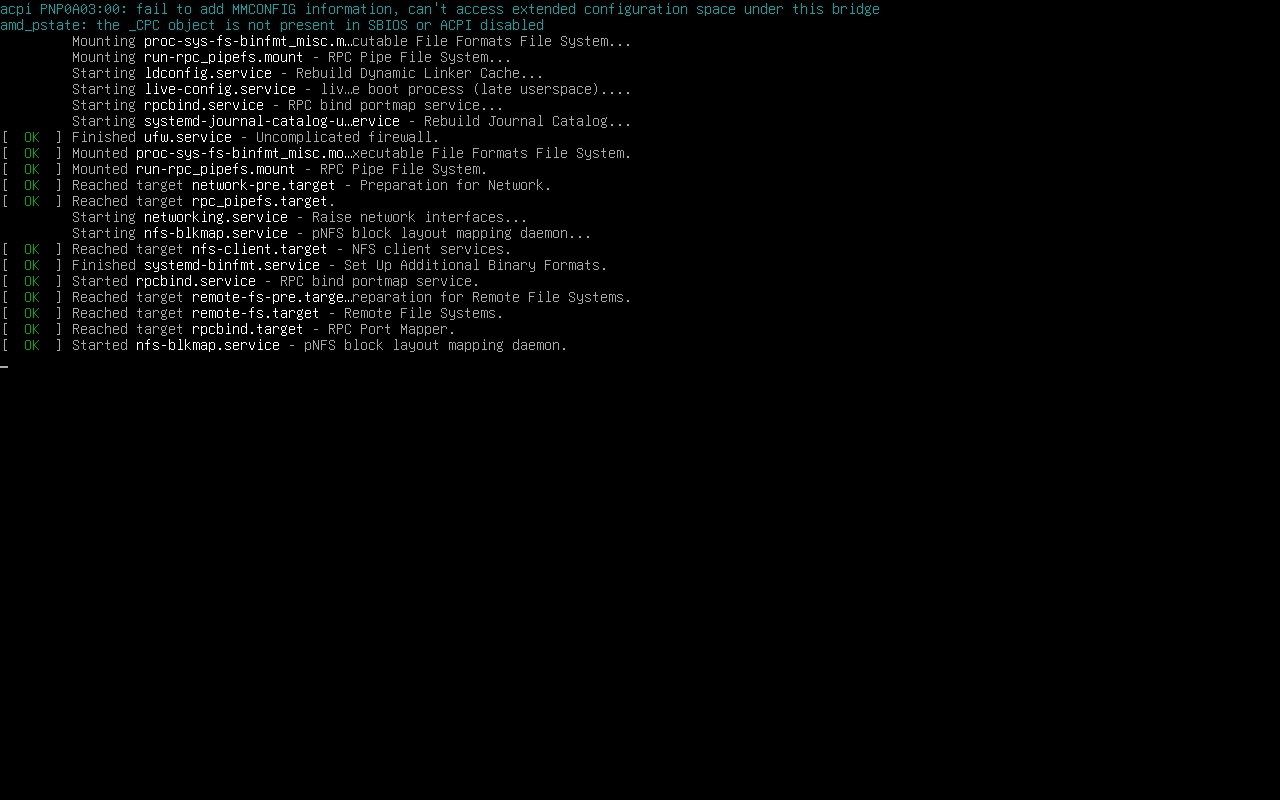 acpi PNP0A03:00: fail to add MMCONFIG information, can't access extended configuration space under this bridge
amd_pstate: the _CPC object is not present in SBIOS or ACPI disabled
         Mounting proc-sys-fs-binfmt_misc.m…cutable File Formats File System...
         Mounting run-rpc_pipefs.mount - RPC Pipe File System...
         Starting ldconfig.service - Rebuild Dynamic Linker Cache...
         Starting live-config.service - liv…e boot process (late userspace)....
         Starting rpcbind.service - RPC bind portmap service...
         Starting systemd-journal-catalog-u…ervice - Rebuild Journal Catalog...
[  OK  ] Finished ufw.service - Uncomplicated firewall.
[  OK  ] Mounted proc-sys-fs-binfmt_misc.mo…xecutable File Formats File System.
[  OK  ] Mounted run-rpc_pipefs.mount - RPC Pipe File System.
[  OK  ] Reached target network-pre.target - Preparation for Network.
[  OK  ] Reached target rpc_pipefs.target.
         Starting networking.service - Raise network interfaces...
         Starting nfs-blkmap.service - pNFS block layout mapping daemon...
[  OK  ] Reached target nfs-client.target - NFS client services.
[  OK  ] Finished systemd-binfmt.service - Set Up Additional Binary Formats.
[  OK  ] Started rpcbind.service - RPC bind portmap service.
[  OK  ] Reached target remote-fs-pre.targe…reparation for Remote File Systems.
[  OK  ] Reached target remote-fs.target - Remote File Systems.
[  OK  ] Reached target rpcbind.target - RPC Port Mapper.
[  OK  ] Started nfs-blkmap.service - pNFS block layout mapping daemon.